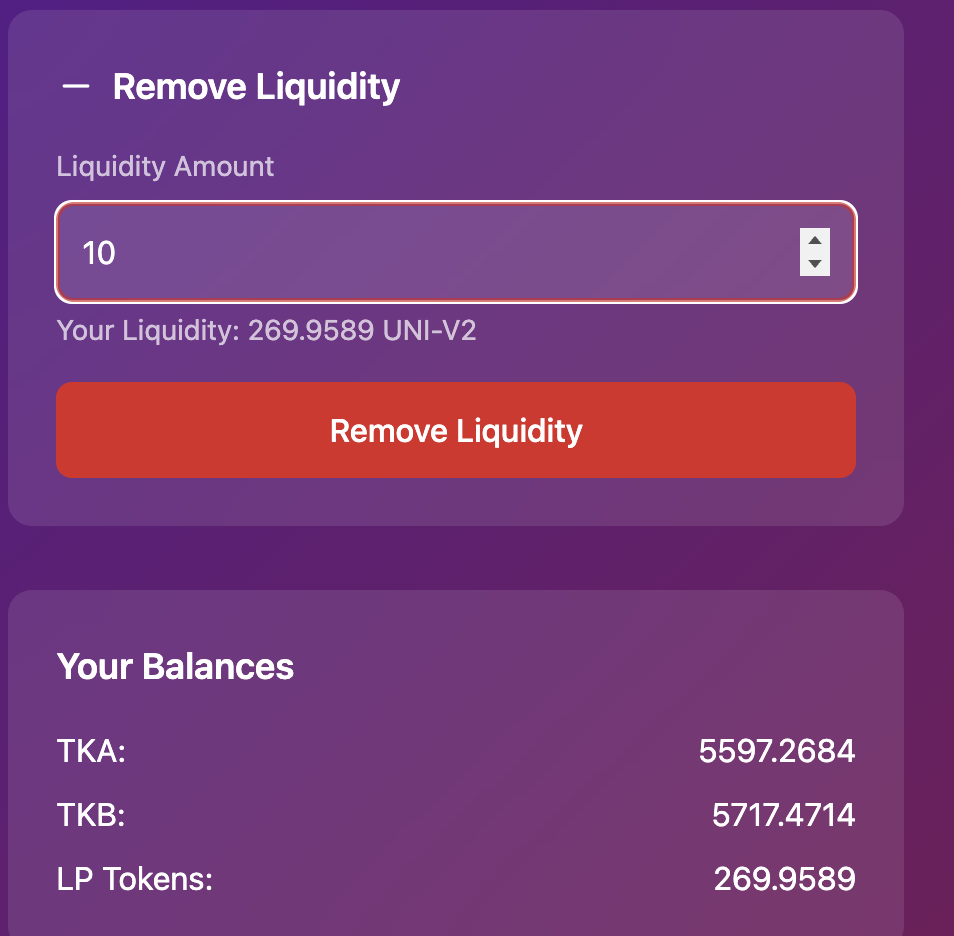 Remove Liquidity
Liquidity Amount
10
Your Liquidity: 269.9589 UNI-V2
Remove Liquidity
Your Balances
TKA: 5597.2684
TKB: 5717.4714
LP Tokens: 269.9589